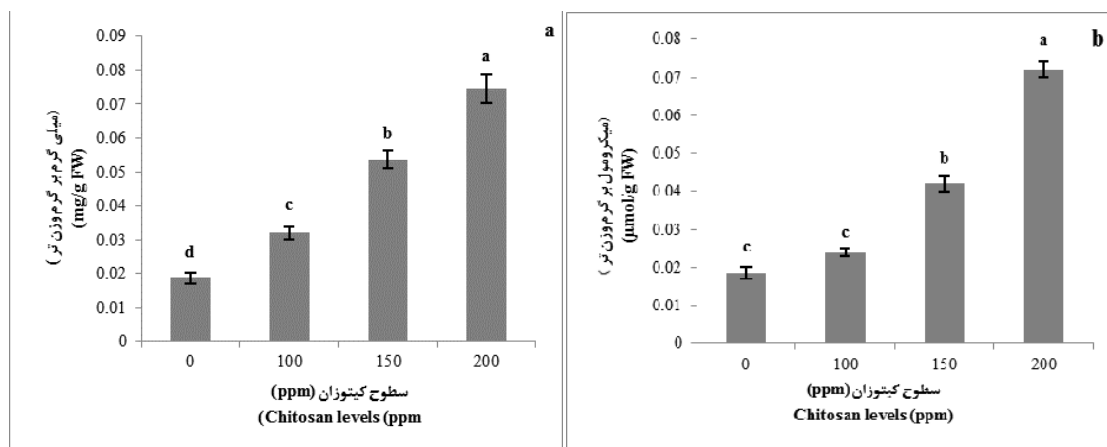 a
0.09
0.08
0.07
0.06
0.05
0.04
0.03
0.02
0.01
0
d
c
b
a
0
100
150
200
(میلی گرم بر گرم وزن تر)
(mg/g FW)
سطوح کیتوزان (ppm)
(Chitosan levels (ppm
b
0.08
0.07
0.06
0.05
0.04
0.03
0.02
0.01
0
c
c
b
a
0
100
150
200
(میکرومول بر گرم وزن تر)
(µmol/g FW)
سطوح کیتوزان (ppm)
Chitosan levels (ppm)